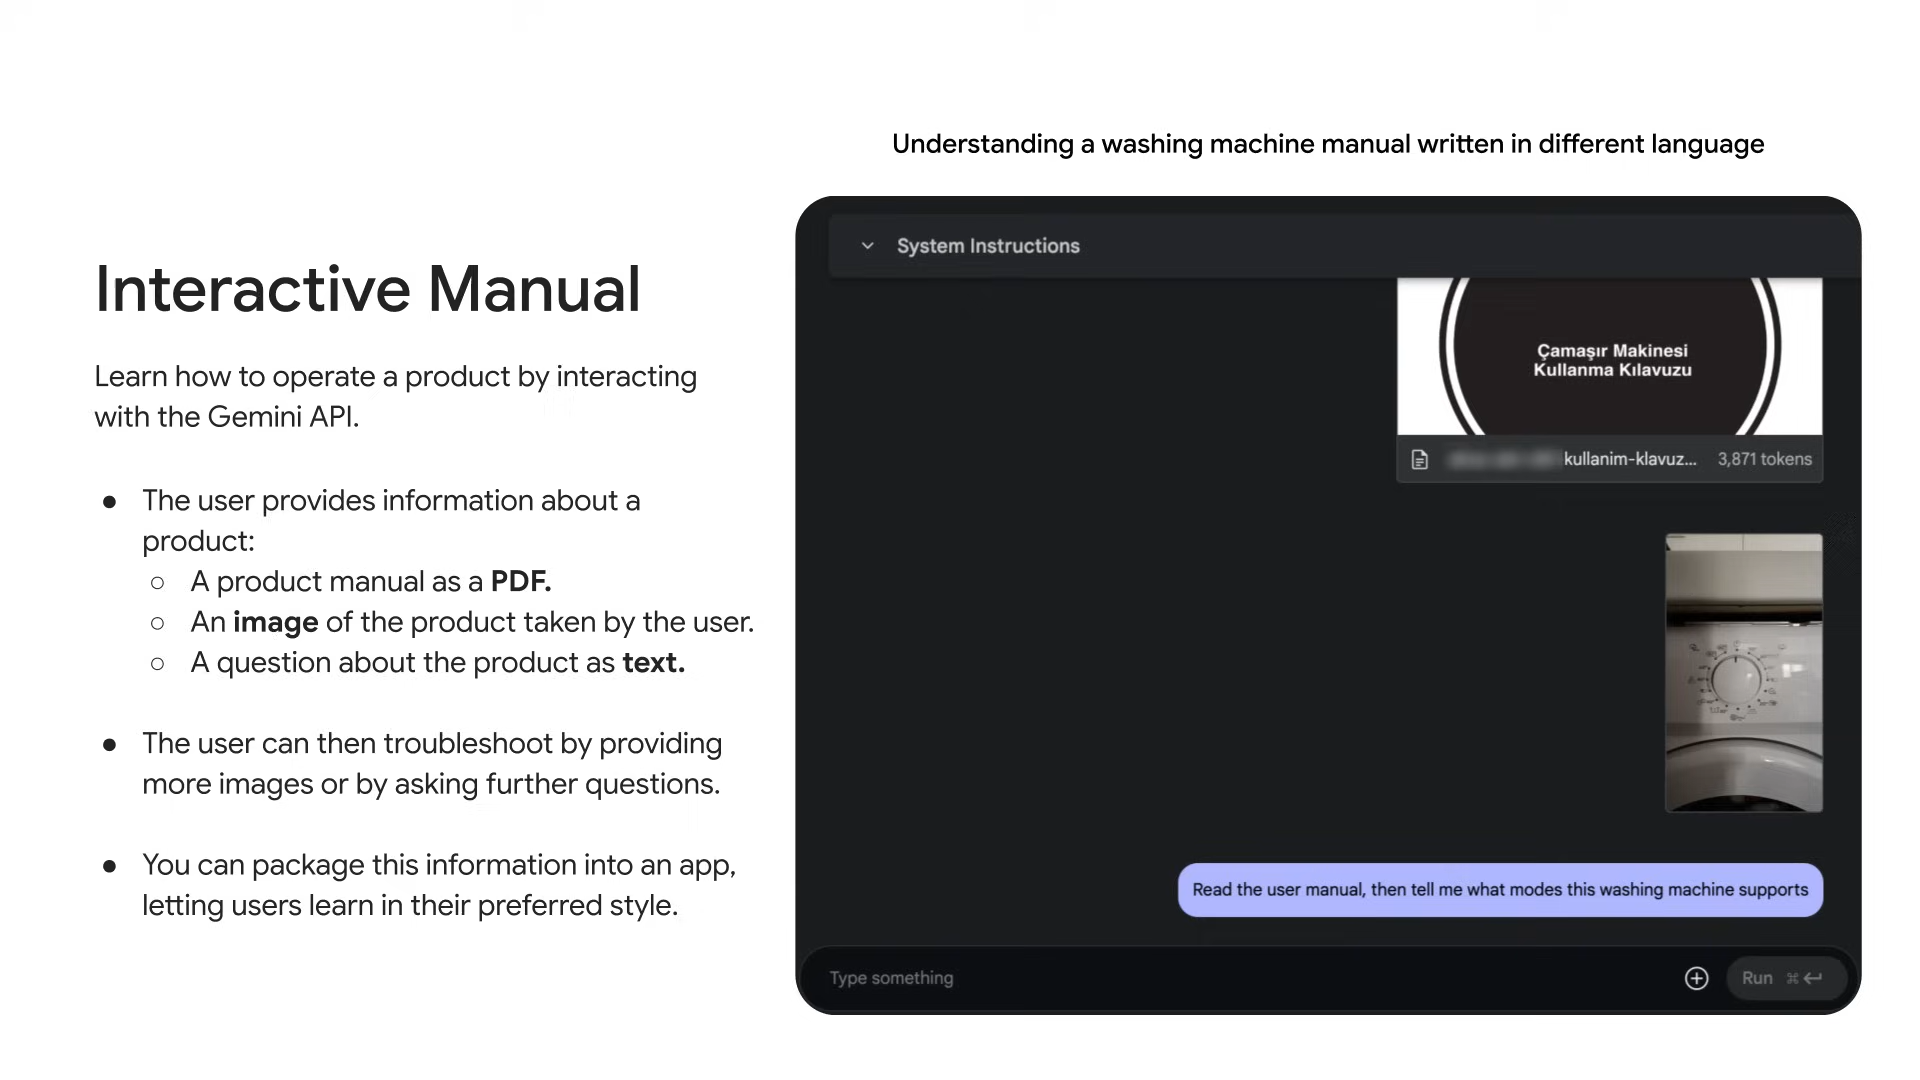 Understanding a washing machine manual written in different language
Interactive Manual
Learn how to operate a product by interacting
with the Gemini API.
● The user provides information about a
product:
○ A product manual as a PDF.
○ An image of the product taken by the user.
○ A question about the product as text.
● The user can then troubleshoot by providing
more images or by asking further questions.
● You can package this information into an app,
letting users learn in their preferred style.
System Instructions
Çamaşır Makinesi
Kullanma Kılavuzu
kullanim-klavuz... 3,871 tokens
Read the user manual, then tell me what modes this washing machine supports
Type something
Run ⌘↵